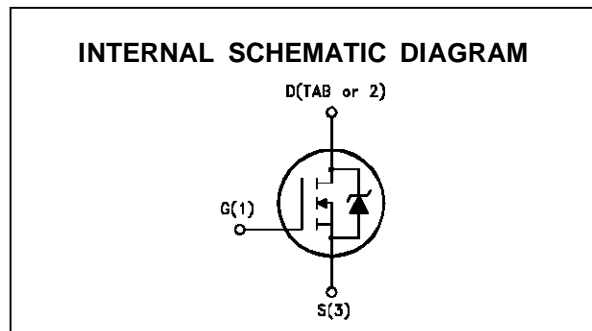 INTERNAL SCHEMATIC DIAGRAM
D(TAB or 2)
G(1)
S(3)